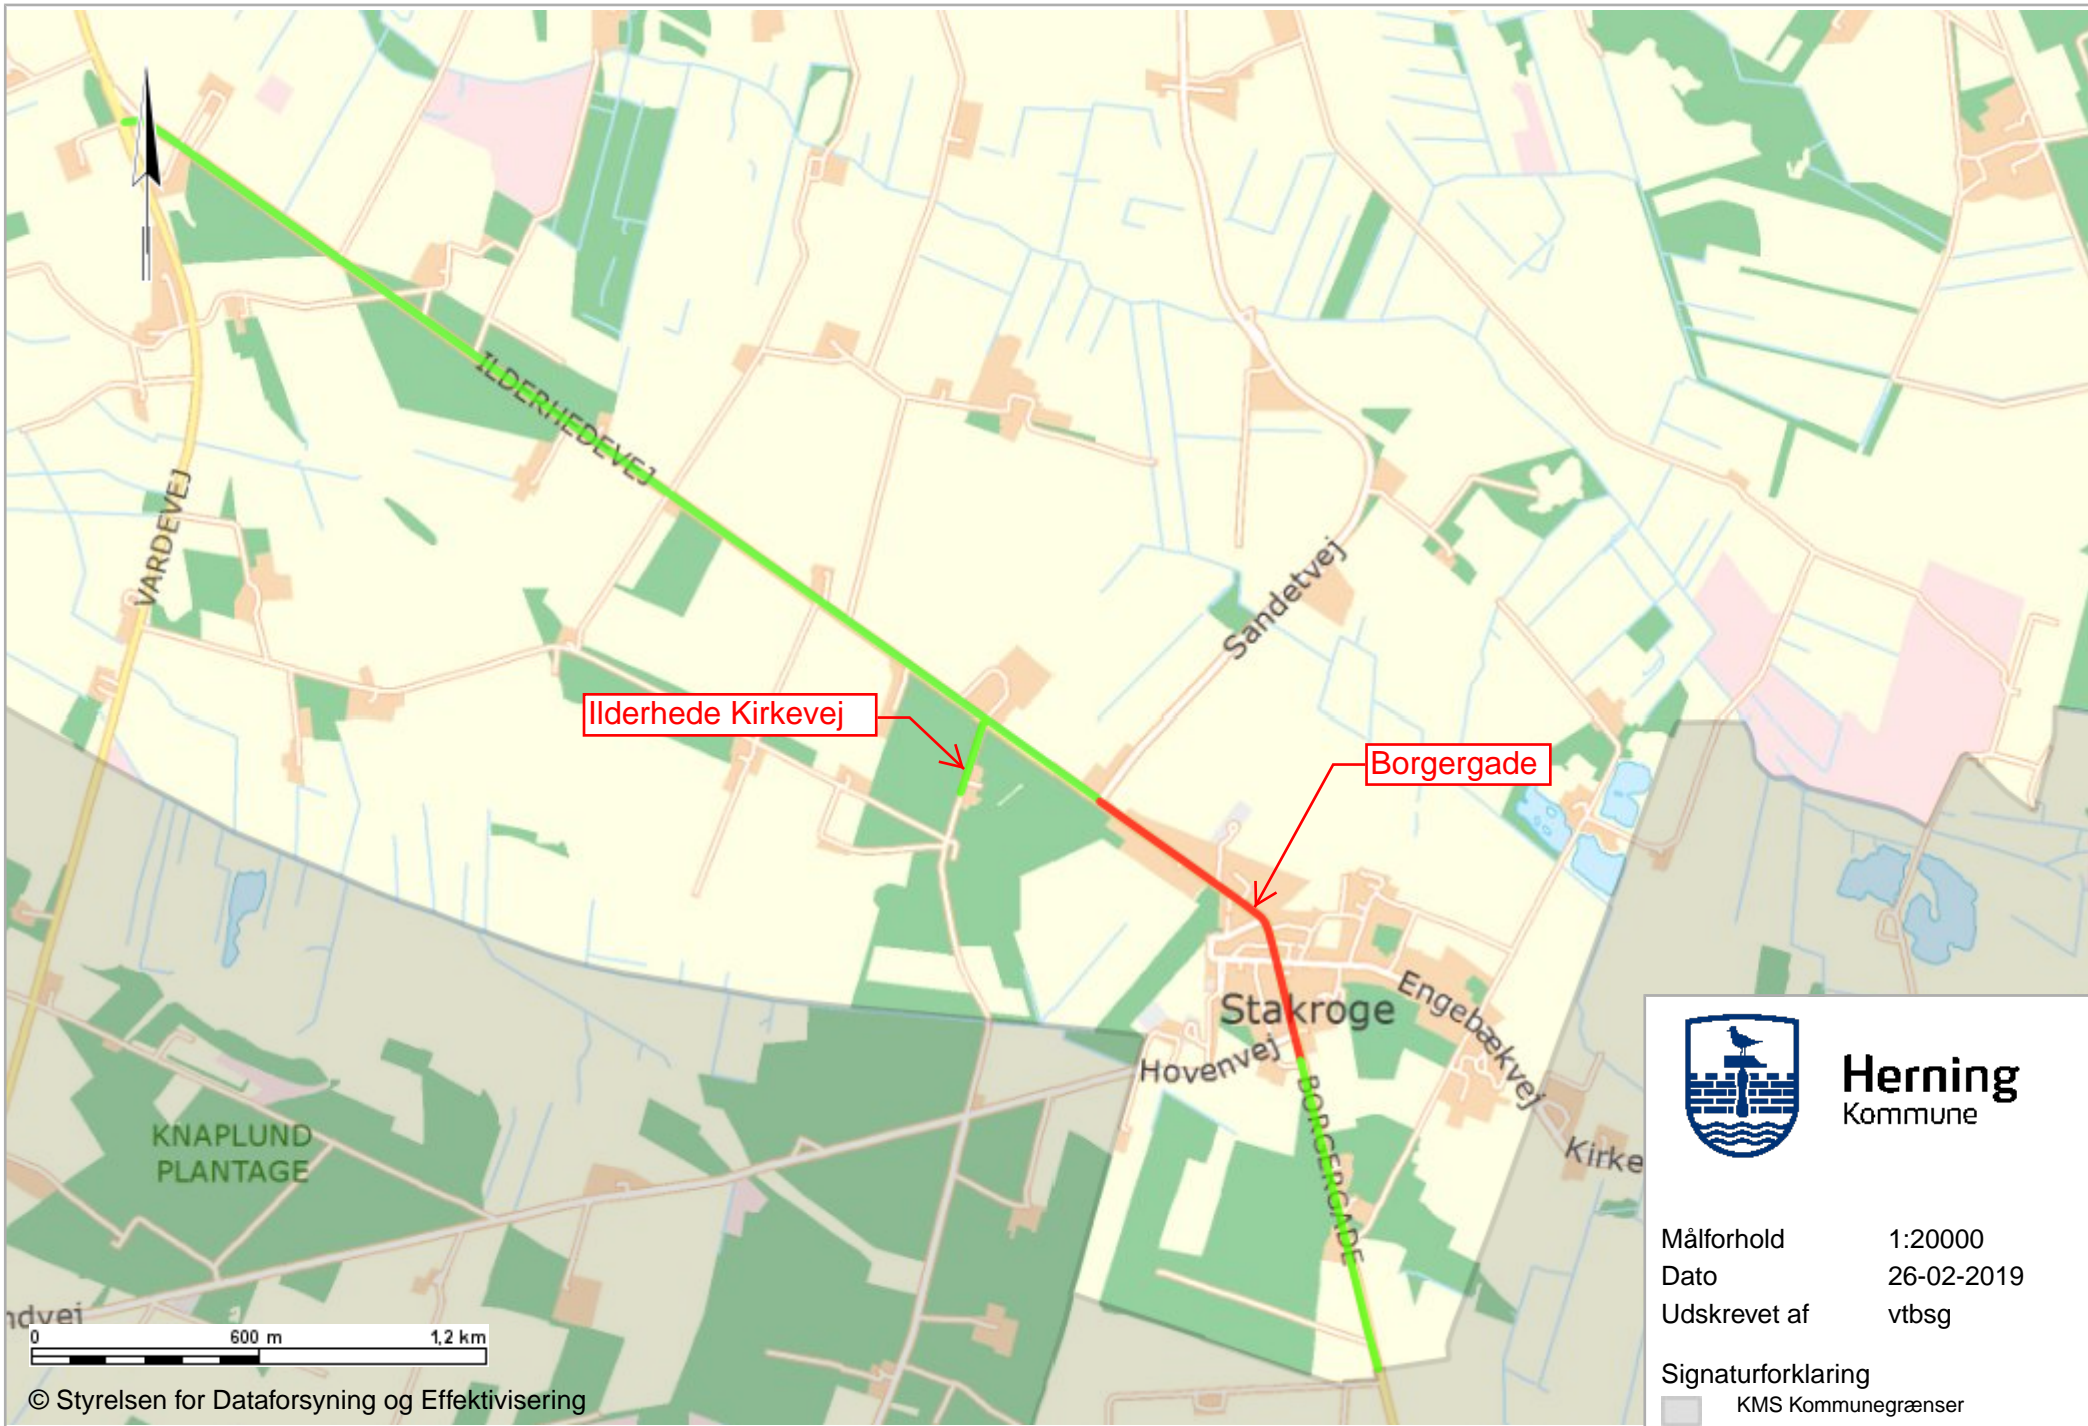 ILDERHEDEVEJ
VARDEVEJ
Sandetvej
Ilderhede Kirkevej
Borgergade
Stakroge
Engebækvej
Hovenvej
BORGERGADE
Kirke
KNAPLUND
PLANTAGE
ndvej
0 600 m 1,2 km
© Styrelsen for Dataforsyning og Effektivisering
Herning
Kommune
Målforhold 1:20000
Dato 26-02-2019
Udskrevet af vtbsg
Signaturforklaring
KMS Kommunegrænser